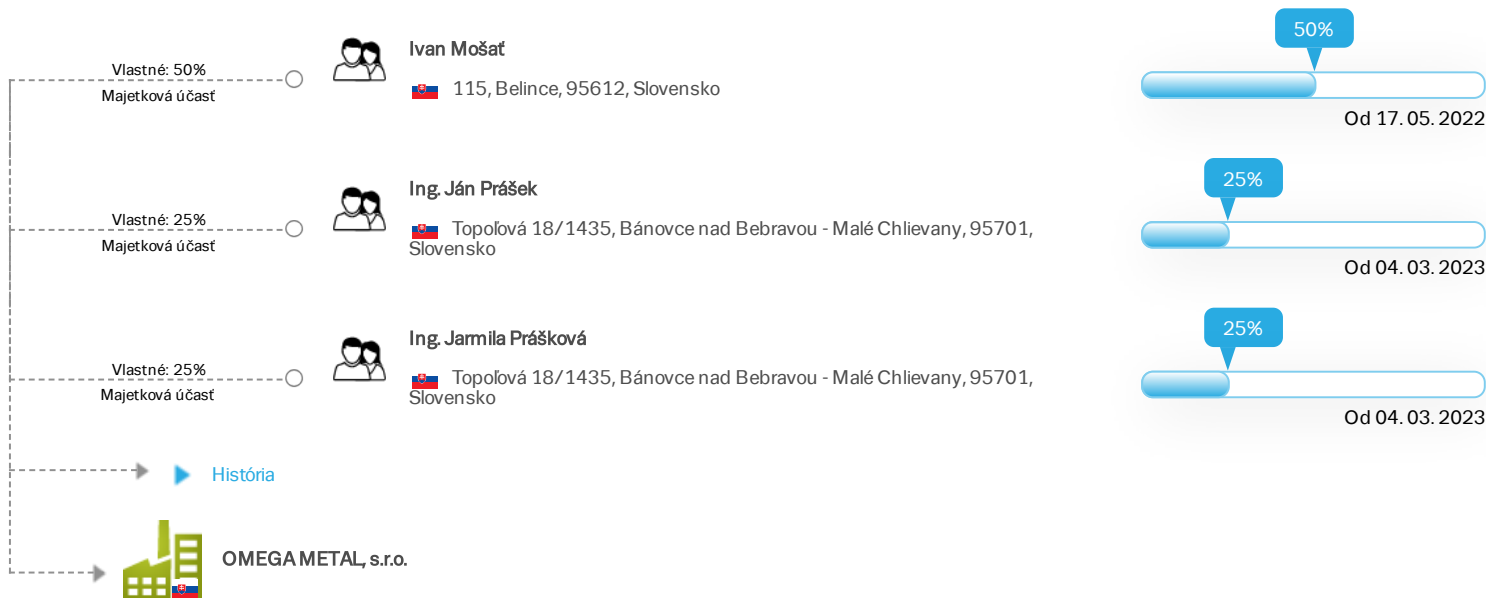 Vlastné: 50%
Majetková účasť
Ivan Mošať
115, Belince, 95612, Slovensko
50%
Od 17. 05. 2022
Vlastné: 25%
Majetková účasť
Ing. Ján Prášek
Topoľová 18/1435, Bánovce nad Bebravou - Malé Chlievany, 95701,
Slovensko
25%
Od 04. 03. 2023
Vlastné: 25%
Majetková účasť
Ing. Jarmila Prášková
Topoľová 18/1435, Bánovce nad Bebravou - Malé Chlievany, 95701,
Slovensko
25%
Od 04. 03. 2023
História
OMEGA METAL, s.r.o.